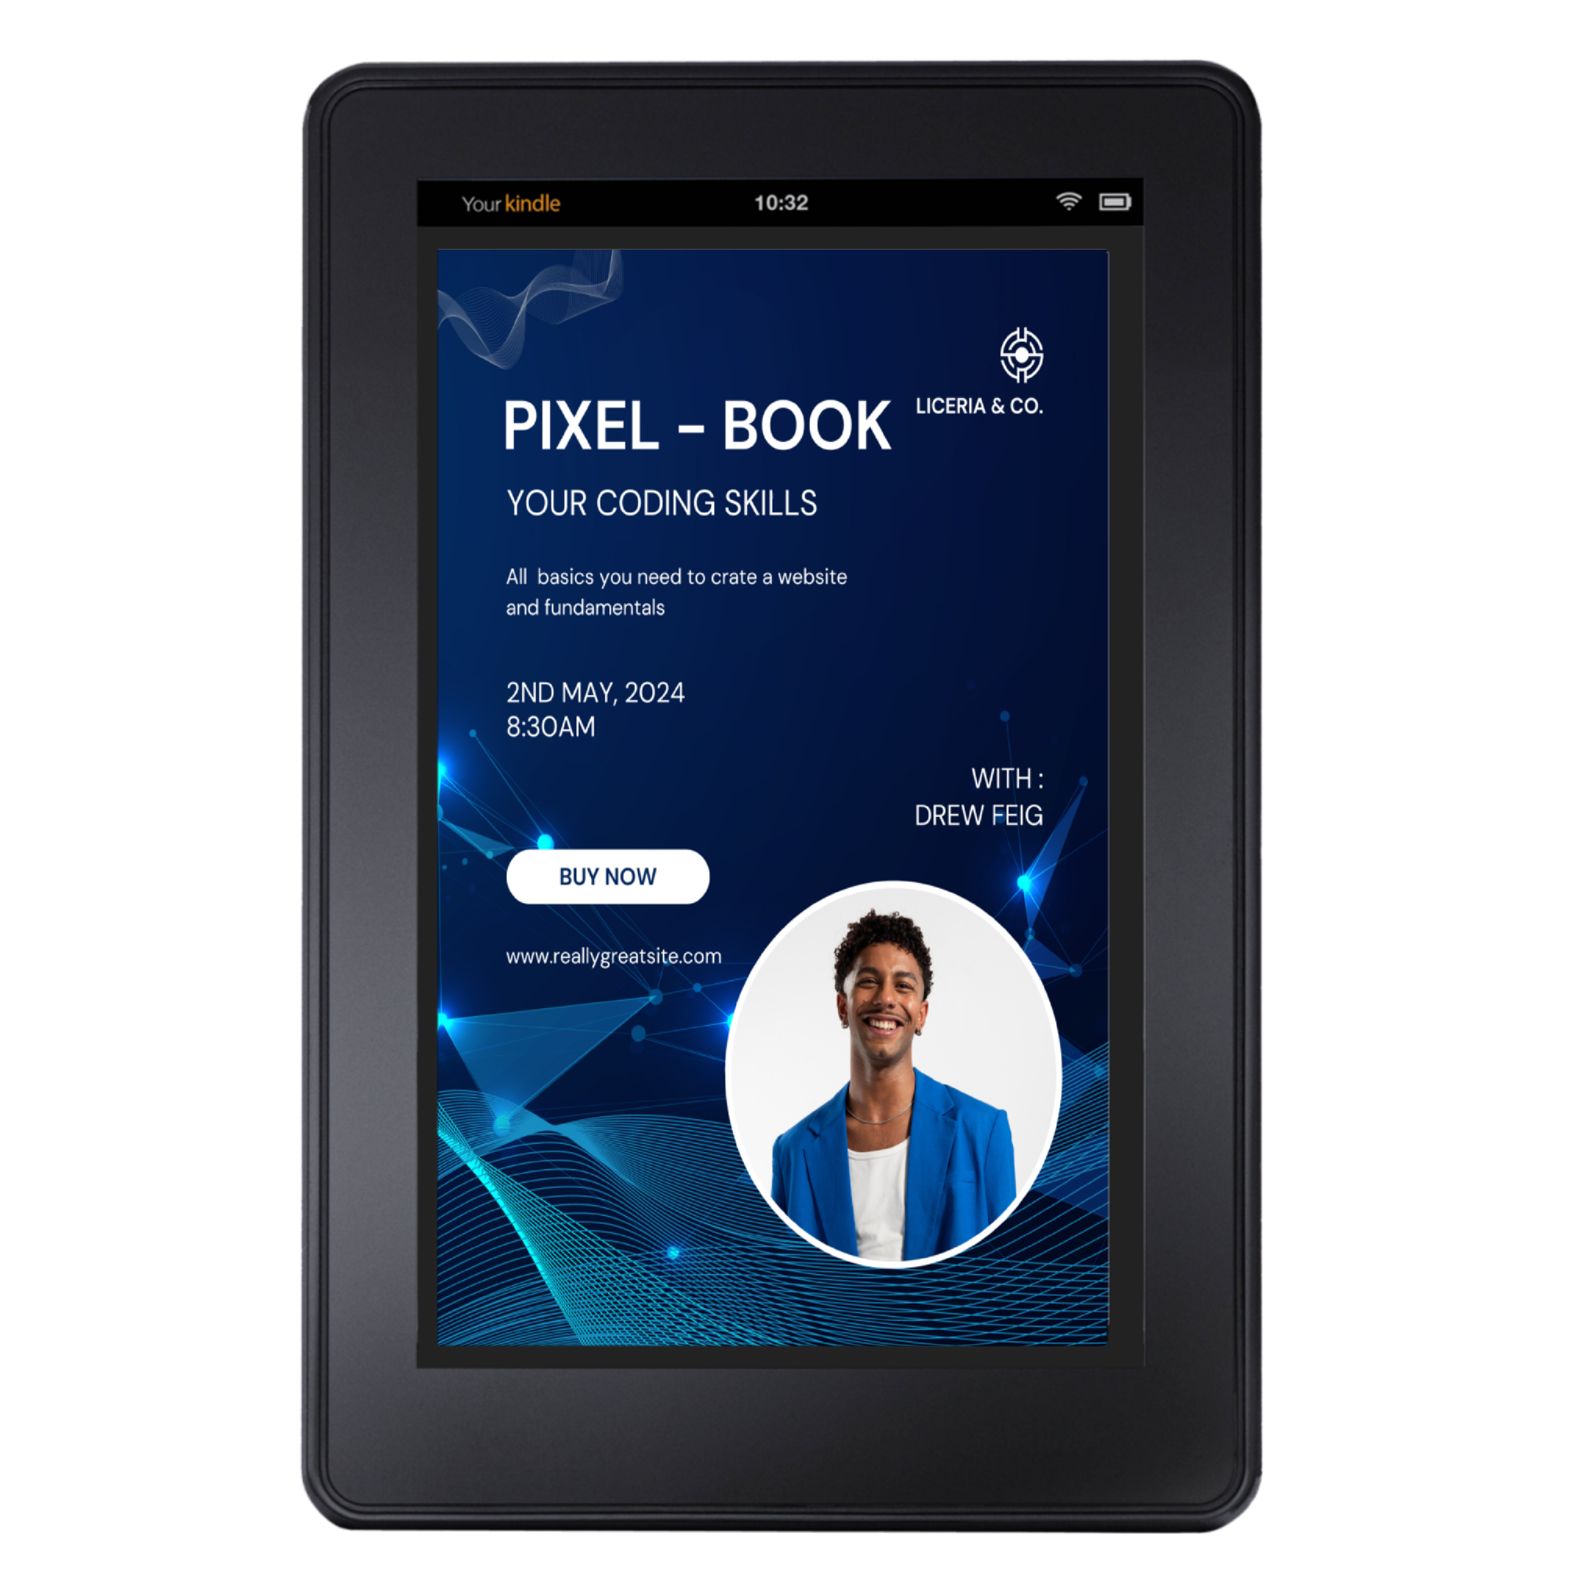 Your kindle
10:32
LICERIA & CO.
PIXEL – BOOK
YOUR CODING SKILLS
All basics you need to crate a website
and fundamentals
2ND MAY, 2024
8:30AM
WITH :
DREW FEIG
BUY NOW
www.reallygreatsite.com